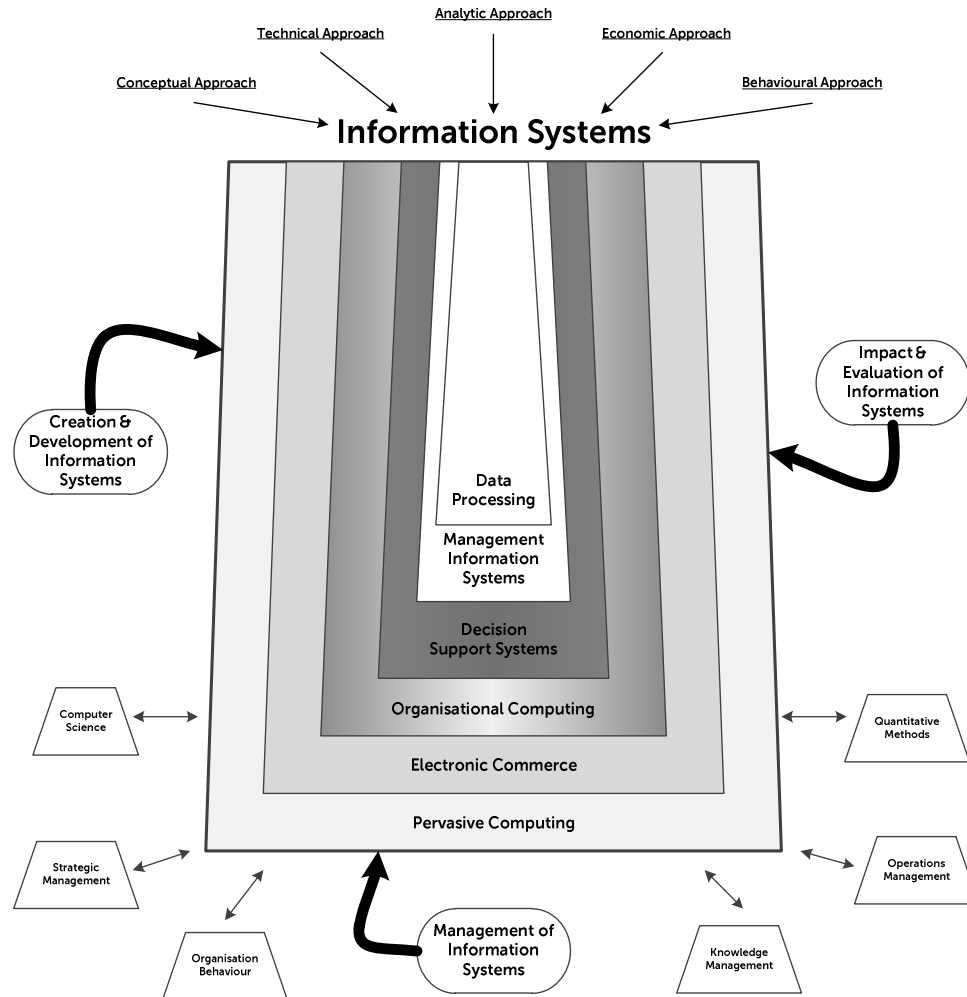 Analytic Approach
Technical Approach
Economic Approach
Conceptual Approach
Behavioural Approach
Information Systems
Impact &
Evaluation of
Information
Systems
Creation &
Development of
Information
Systems
Data
Processing
Management
Information
Systems
Decision
Support Systems
Organisational Computing
Electronic Commerce
Pervasive Computing
Computer
Science
Quantitative
Methods
Strategic
Management
Operations
Management
Organisation
Behaviour
Management of
Information
Systems
Knowledge
Management